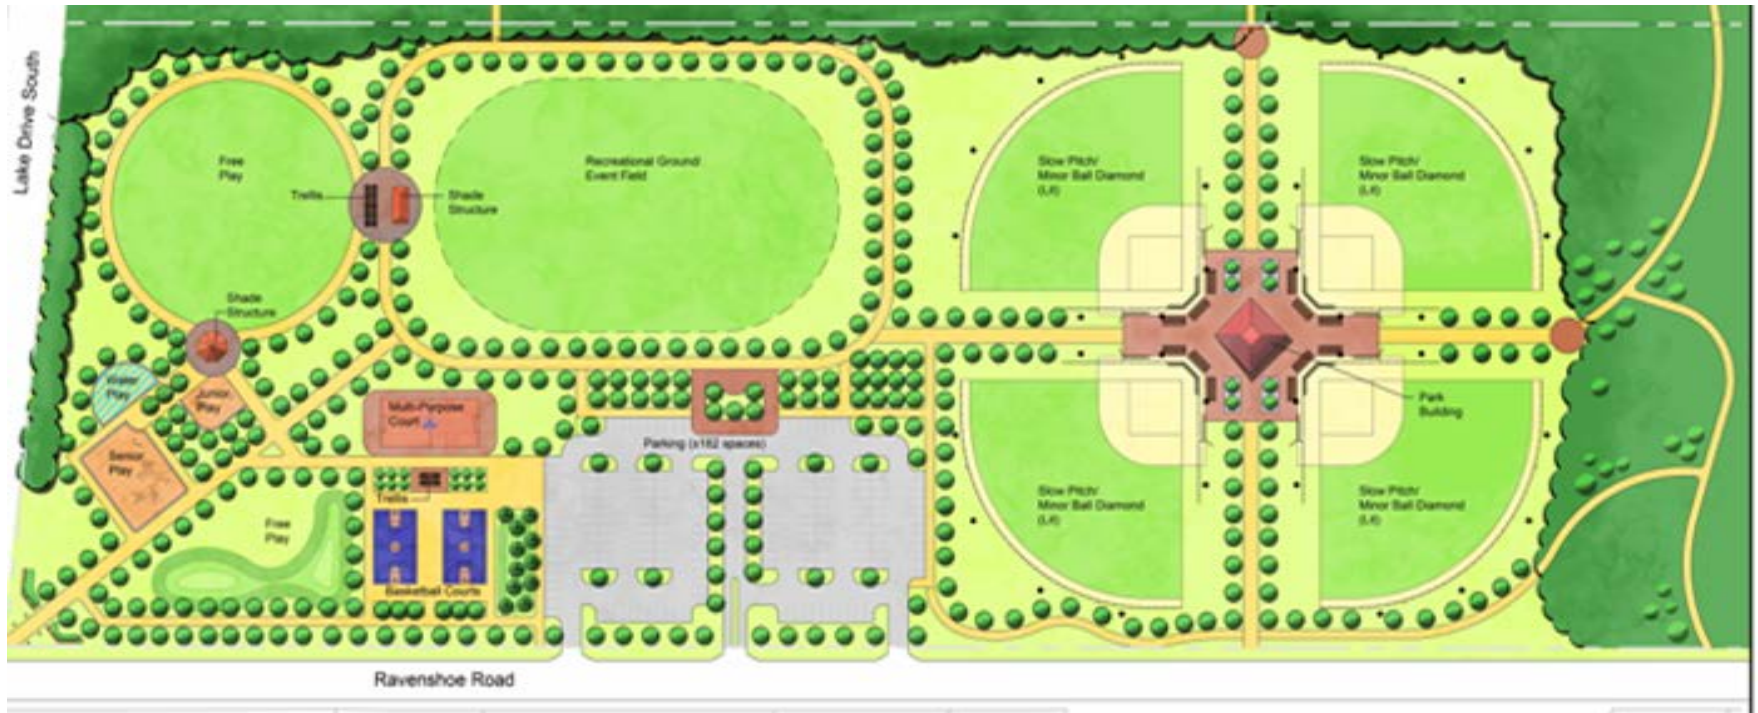 Lake Drive South
Free
Play
Trellis
Shade
Structure
Recreational Ground
Event Field
Slow Pitch/
Minor Ball Diamond
(Lit)
Slow Pitch/
Minor Ball Diamond
(Lit)
Shade
Structure
Water
Play
Junior
Play
Multi-Purpose
Court
Park
Building
Parking (x182 spaces)
Senior
Play
Trellis
Free
Play
Slow Pitch/
Minor Ball Diamond
(Lit)
Slow Pitch/
Minor Ball Diamond
(Lit)
Basketball Courts
Ravenshoe Road